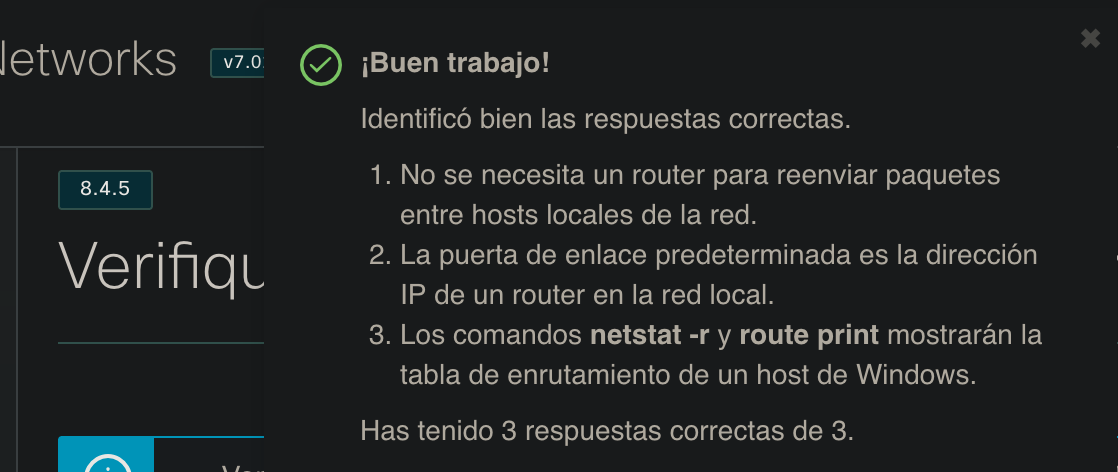 Networks
v7.0
8.4.5
Verifiqu
¡Buen trabajo!
Identificó bien las respuestas correctas.
1. No se necesita un router para reenviar paquetes
entre hosts locales de la red.
2. La puerta de enlace predeterminada es la dirección
IP de un router en la red local.
3. Los comandos netstat -r y route print mostrarán la
tabla de enrutamiento de un host de Windows.
Has tenido 3 respuestas correctas de 3.